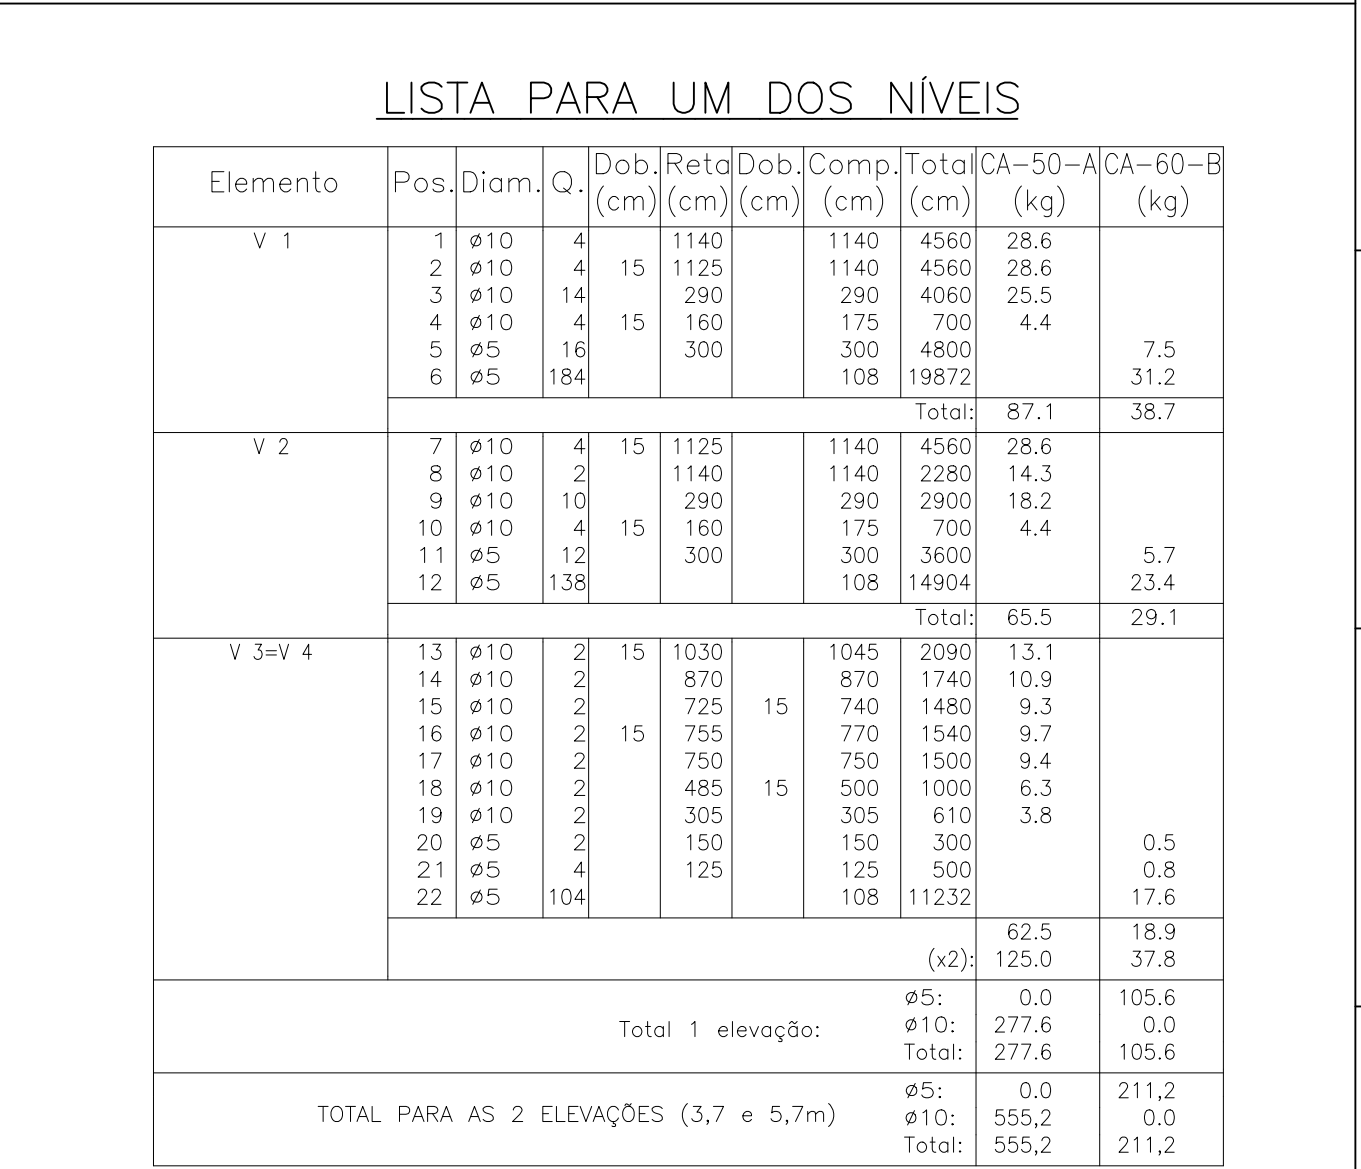 LISTA PARA UM DOS NÍVEIS
Elemento Pos. Diam. Q. Dob. (cm) Reta (cm) Dob. (cm) Comp. (cm) Total (cm) CA-50-A (kg) CA-60-B (kg)
V 1 1 ø10 4 1140 1140 4560 28.6
2 ø10 4 15 1125 1140 4560 28.6
3 ø10 14 290 290 4060 25.5
4 ø10 4 15 160 175 700 4.4
5 ø5 16 300 300 4800 7.5
6 ø5 184 108 19872 31.2
Total: 87.1 38.7
V 2 7 ø10 4 15 1125 1140 4560 28.6
8 ø10 2 1140 1140 2280 14.3
9 ø10 10 290 290 2900 18.2
10 ø10 4 15 160 175 700 4.4
11 ø5 12 300 300 3600 5.7
12 ø5 138 108 14904 23.4
Total: 65.5 29.1
V 3=V 4 13 ø10 2 15 1030 1045 2090 13.1
14 ø10 2 870 870 1740 10.9
15 ø10 2 725 15 740 1480 9.3
16 ø10 2 15 755 770 1540 9.7
17 ø10 2 750 750 1500 9.4
18 ø10 2 485 15 500 1000 6.3
19 ø10 2 305 305 610 3.8
20 ø5 2 150 150 300 0.5
21 ø5 4 125 125 500 0.8
22 ø5 104 108 11232 17.6
62.5 18.9
(x2): 125.0 37.8
ø5: 0.0 105.6
Total 1 elevação: ø10: 277.6 0.0
Total: 277.6 105.6
ø5: 0.0 211,2
TOTAL PARA AS 2 ELEVAÇÕES (3,7 e 5,7m) ø10: 555,2 0.0
Total: 555,2 211,2